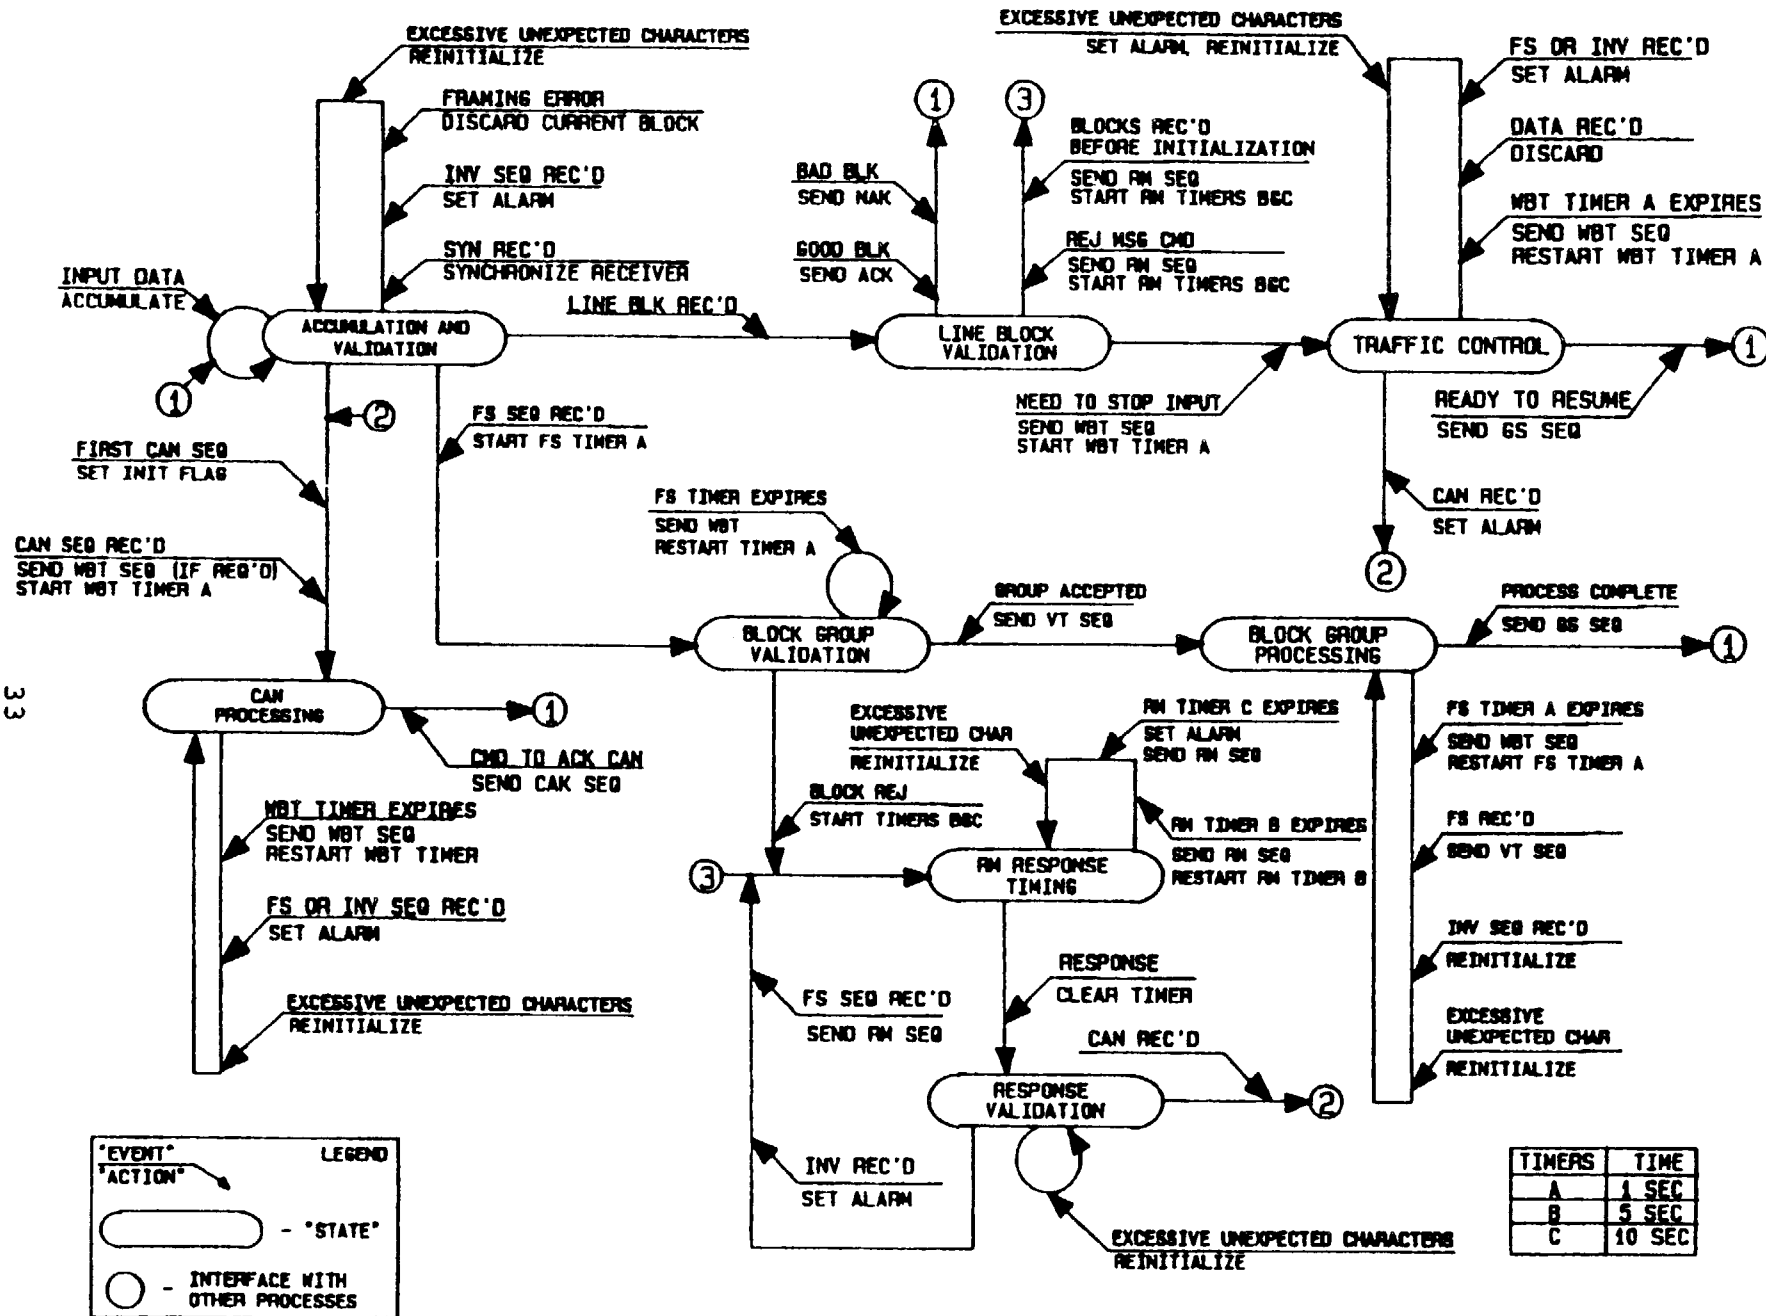 EXCESSIVE UNEXPECTED CHARACTERS
REINITIALIZE
FRAMING ERROR
DISCARD CURRENT BLOCK
INV SEQ REC'D
SET ALARM
SYN REC'D
SYNCHRONIZE RECEIVER
INPUT DATA
ACCUMULATE
ACCUMULATION AND
VALIDATION
1
2
LINE BLK REC'D
1
3
BAD BLK
SEND NAK
GOOD BLK
SEND ACK
BLOCKS REC'D
BEFORE INITIALIZATION
SEND RM SEQ
START RM TIMERS B&C
REJ MSG CMD
SEND RM SEQ
START RM TIMERS B&C
LINE BLOCK
VALIDATION
EXCESSIVE UNEXPECTED CHARACTERS
SET ALARM, REINITIALIZE
FS OR INV REC'D
SET ALARM
DATA REC'D
DISCARD
WBT TIMER A EXPIRES
SEND WBT SEQ
RESTART WBT TIMER A
TRAFFIC CONTROL
1
NEED TO STOP INPUT
SEND WBT SEQ
START WBT TIMER A
READY TO RESUME
SEND GS SEQ
CAN REC'D
SET ALARM
2
FIRST CAN SEQ
SET INIT FLAG
FS SEQ REC'D
START FS TIMER A
CAN SEQ REC'D
SEND WBT SEQ (IF REQ'D)
START WBT TIMER A
FS TIMER EXPIRES
SEND WBT
RESTART TIMER A
BLOCK GROUP
VALIDATION
GROUP ACCEPTED
SEND VT SEQ
BLOCK GROUP
PROCESSING
PROCESS COMPLETE
SEND GS SEQ
1
CAN
PROCESSING
1
CMD TO ACK CAN
SEND CAK SEQ
WBT TIMER EXPIRES
SEND WBT SEQ
RESTART WBT TIMER
FS OR INV SEQ REC'D
SET ALARM
EXCESSIVE UNEXPECTED CHARACTERS
REINITIALIZE
EXCESSIVE
UNEXPECTED CHAR
REINITIALIZE
RM TIMER C EXPIRES
SET ALARM
SEND RM SEQ
BLOCK REJ
START TIMERS B&C
RM TIMER B EXPIRES
SEND RM SEQ
RESTART RM TIMER B
3
RM RESPONSE
TIMING
FS TIMER A EXPIRES
SEND WBT SEQ
RESTART FS TIMER A
FS REC'D
SEND VT SEQ
INV SEQ REC'D
REINITIALIZE
EXCESSIVE
UNEXPECTED CHAR
REINITIALIZE
RESPONSE
CLEAR TIMER
FS SEQ REC'D
SEND RM SEQ
CAN REC'D
2
RESPONSE
VALIDATION
INV REC'D
SET ALARM
EXCESSIVE UNEXPECTED CHARACTERS
REINITIALIZE
33
"EVENT" LEGEND
"ACTION"
- "STATE"
- INTERFACE WITH
OTHER PROCESSES
TIMERS TIME
A 1 SEC
B 5 SEC
C 10 SEC